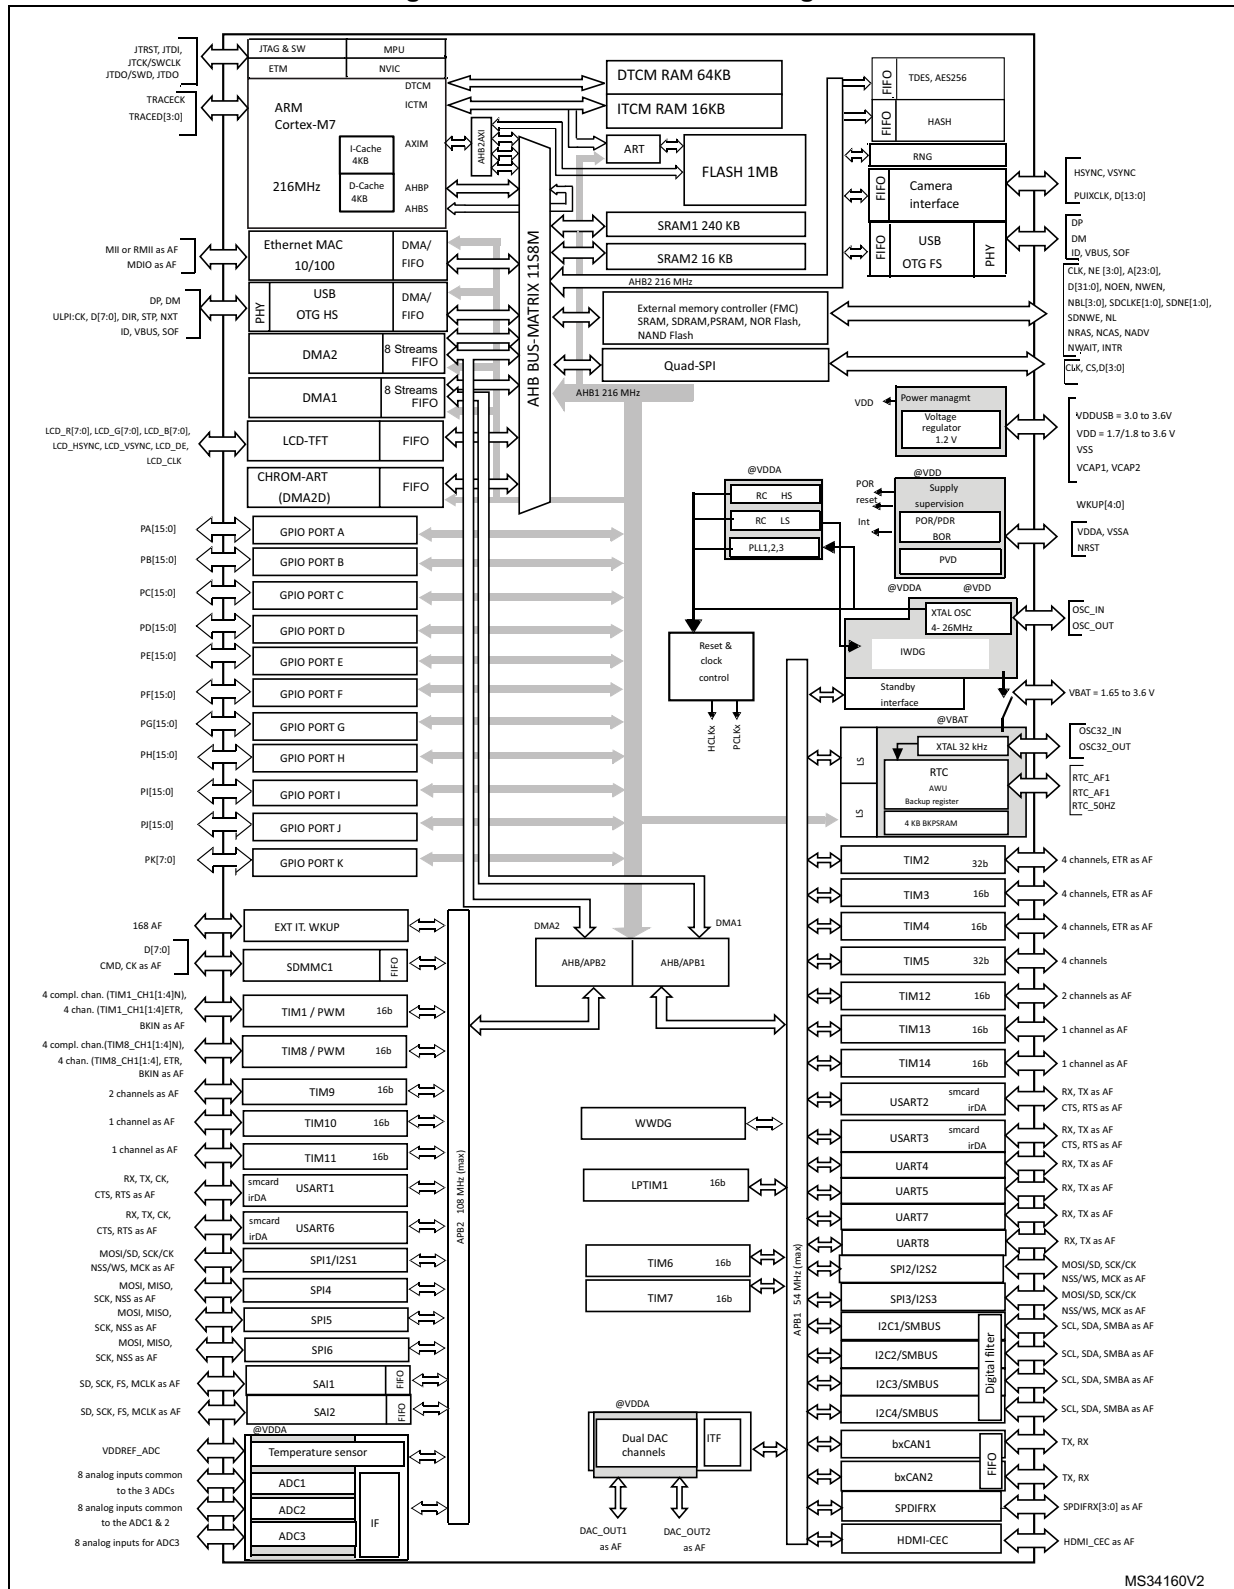 JTRST, JTDI,
JTCK/SWCLK
JTDO/SWD, JTDO
TRACECK
TRACED[3:0]
JTAG & SW
MPU
ETM
NVIC
DTCM
ICTM
ARM
Cortex-M7
AXIM
I-Cache
4KB
216MHz
D-Cache
4KB
AHBP
AHBS
AHB2AXI
AHB BUS-MATRIX 11S8M
DTCM RAM 64KB
ITCM RAM 16KB
ART
FLASH 1MB
SRAM1 240 KB
SRAM2 16 KB
AHB2 216 MHz
External memory controller (FMC)
SRAM, SDRAM,PSRAM, NOR Flash,
NAND Flash
Quad-SPI
AHB1 216 MHz
FIFO
TDES, AES256
FIFO
HASH
RNG
FIFO
Camera
interface
FIFO
USB
OTG FS
PHY
HSYNC, VSYNC
PUIXCLK, D[13:0]
DP
DM
ID, VBUS, SOF
CLK, NE [3:0], A[23:0],
D[31:0], NOEN, NWEN,
NBL[3:0], SDCLKE[1:0], SDNE[1:0],
SDNWE, NL
NRAS, NCAS, NADV
NWAIT, INTR
CLK, CS,D[3:0]
MII or RMII as AF
MDIO as AF
Ethernet MAC
10/100
DMA/
FIFO
DP, DM
ULPI:CK, D[7:0], DIR, STP, NXT
ID, VBUS, SOF
PHY
USB
OTG HS
DMA/
FIFO
DMA2
8 Streams
FIFO
DMA1
8 Streams
FIFO
LCD_R[7:0], LCD_G[7:0], LCD_B[7:0],
LCD_HSYNC, LCD_VSYNC, LCD_DE,
LCD_CLK
LCD-TFT
FIFO
CHROM-ART
(DMA2D)
FIFO
VDD
Power managmt
Voltage
regulator
1.2 V
VDDUSB = 3.0 to 3.6V
VDD = 1.7/1.8 to 3.6 V
VSS
VCAP1, VCAP2
@VDDA
RC HS
RC LS
PLL1,2,3
@VDD
POR
reset
Int
Supply
supervision
POR/PDR
BOR
PVD
WKUP[4:0]
VDDA, VSSA
NRST
@VDDA
@VDD
XTAL OSC
4- 26MHz
IWDG
OSC_IN
OSC_OUT
Standby
interface
VBAT = 1.65 to 3.6 V
@VBAT
LS
LS
XTAL 32 kHz
RTC
AWU
Backup register
4 KB BKPSRAM
OSC32_IN
OSC32_OUT
RTC_AF1
RTC_AF1
RTC_50HZ
Reset &
clock
control
HCLKx
PCLKx
PA[15:0]
GPIO PORT A
PB[15:0]
GPIO PORT B
PC[15:0]
GPIO PORT C
PD[15:0]
GPIO PORT D
PE[15:0]
GPIO PORT E
PF[15:0]
GPIO PORT F
PG[15:0]
GPIO PORT G
PH[15:0]
GPIO PORT H
PI[15:0]
GPIO PORT I
PJ[15:0]
GPIO PORT J
PK[7:0]
GPIO PORT K
DMA2
DMA1
AHB/APB2
AHB/APB1
168 AF
EXT IT. WKUP
D[7:0]
CMD, CK as AF
SDMMC1
FIFO
4 compl. chan. (TIM1_CH1[1:4]N),
4 chan. (TIM1_CH1[1:4]ETR,
BKIN as AF
TIM1 / PWM 16b
4 compl. chan.(TIM8_CH1[1:4]N),
4 chan. (TIM8_CH1[1:4], ETR,
BKIN as AF
TIM8 / PWM 16b
2 channels as AF
TIM9 16b
1 channel as AF
TIM10 16b
1 channel as AF
TIM11 16b
RX, TX, CK,
CTS, RTS as AF
smcard
irDA
USART1
RX, TX, CK,
CTS, RTS as AF
smcard
irDA
USART6
MOSI/SD, SCK/CK
NSS/WS, MCK as AF
SPI1/I2S1
MOSI, MISO,
SCK, NSS as AF
SPI4
MOSI, MISO,
SCK, NSS as AF
SPI5
MOSI, MISO,
SCK, NSS as AF
SPI6
SD, SCK, FS, MCLK as AF
SAI1
FIFO
SD, SCK, FS, MCLK as AF
SAI2
FIFO
@VDDA
VDDREF_ADC
Temperature sensor
8 analog inputs common
to the 3 ADCs
ADC1
8 analog inputs common
to the ADC1 & 2
ADC2
8 analog inputs for ADC3
ADC3
IF
APB2 108 MHz (max)
WWDG
LPTIM1 16b
TIM6 16b
TIM7 16b
@VDDA
Dual DAC
channels
ITF
DAC_OUT1
as AF
DAC_OUT2
as AF
APB1 54 MHz (max)
TIM2 32b
4 channels, ETR as AF
TIM3 16b
4 channels, ETR as AF
TIM4 16b
4 channels, ETR as AF
TIM5 32b
4 channels
TIM12 16b
2 channels as AF
TIM13 16b
1 channel as AF
TIM14 16b
1 channel as AF
USART2
smcard
irDA
RX, TX as AF
CTS, RTS as AF
USART3
smcard
irDA
RX, TX as AF
CTS, RTS as AF
UART4
RX, TX as AF
UART5
RX, TX as AF
UART7
RX, TX as AF
UART8
RX, TX as AF
SPI2/I2S2
MOSI/SD, SCK/CK
NSS/WS, MCK as AF
SPI3/I2S3
MOSI/SD, SCK/CK
NSS/WS, MCK as AF
I2C1/SMBUS
SCL, SDA, SMBA as AF
I2C2/SMBUS
SCL, SDA, SMBA as AF
I2C3/SMBUS
SCL, SDA, SMBA as AF
I2C4/SMBUS
SCL, SDA, SMBA as AF
Digital filter
bxCAN1
TX, RX
bxCAN2
TX, RX
FIFO
SPDIFRX
SPDIFRX[3:0] as AF
HDMI-CEC
HDMI_CEC as AF
MS34160V2